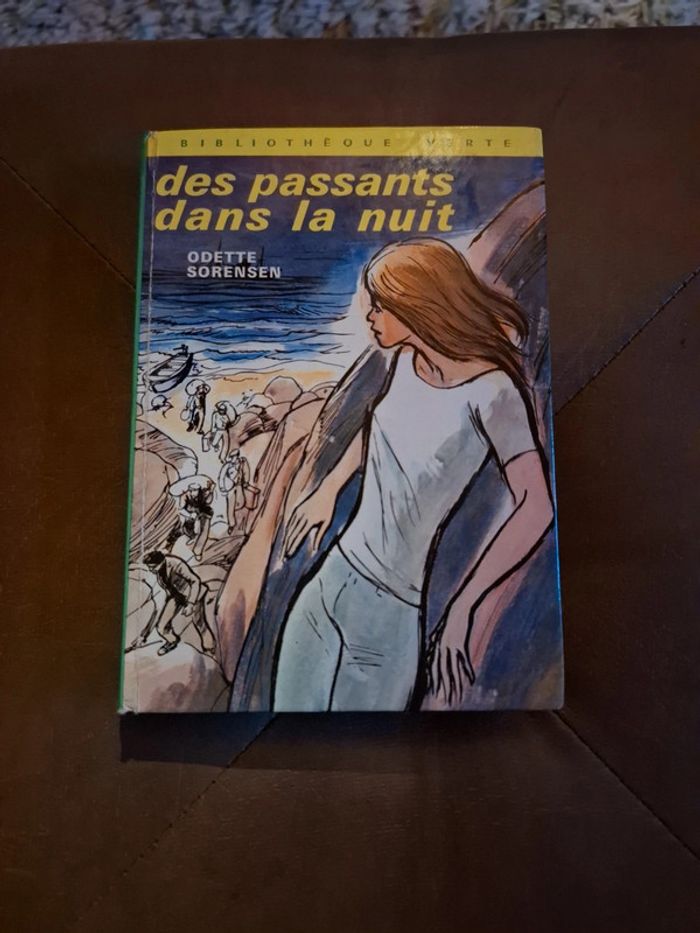 BIBLIOTHÈQUE VERTE
des passants
dans la nuit
ODETTE
SORENSEN